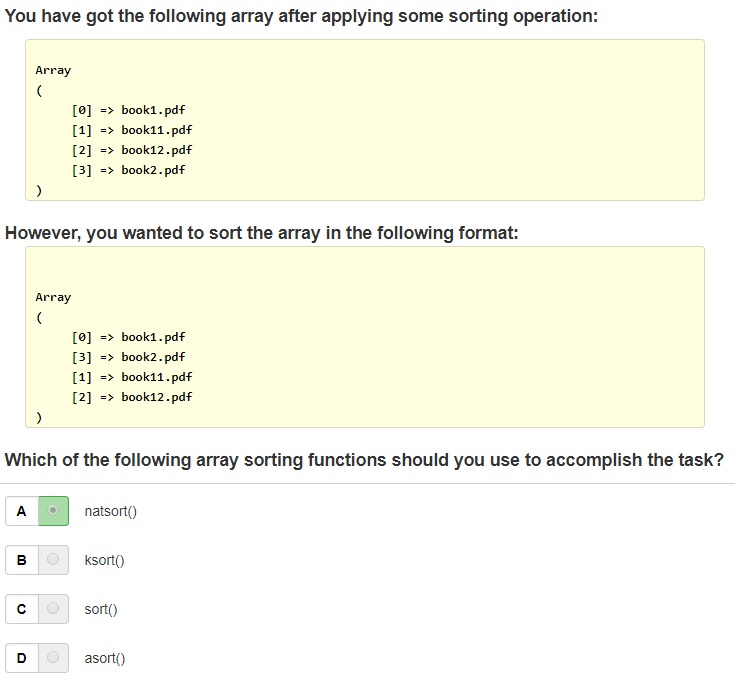 You have got the following array after applying some sorting operation:
Array
(
[0] => book1.pdf
[1] => book11.pdf
[2] => book12.pdf
[3] => book2.pdf
)
However, you wanted to sort the array in the following format:
Array
(
[0] => book1.pdf
[3] => book2.pdf
[1] => book11.pdf
[2] => book12.pdf
)
Which of the following array sorting functions should you use to accomplish the task?
A natsort()
B ksort()
C sort()
D asort()